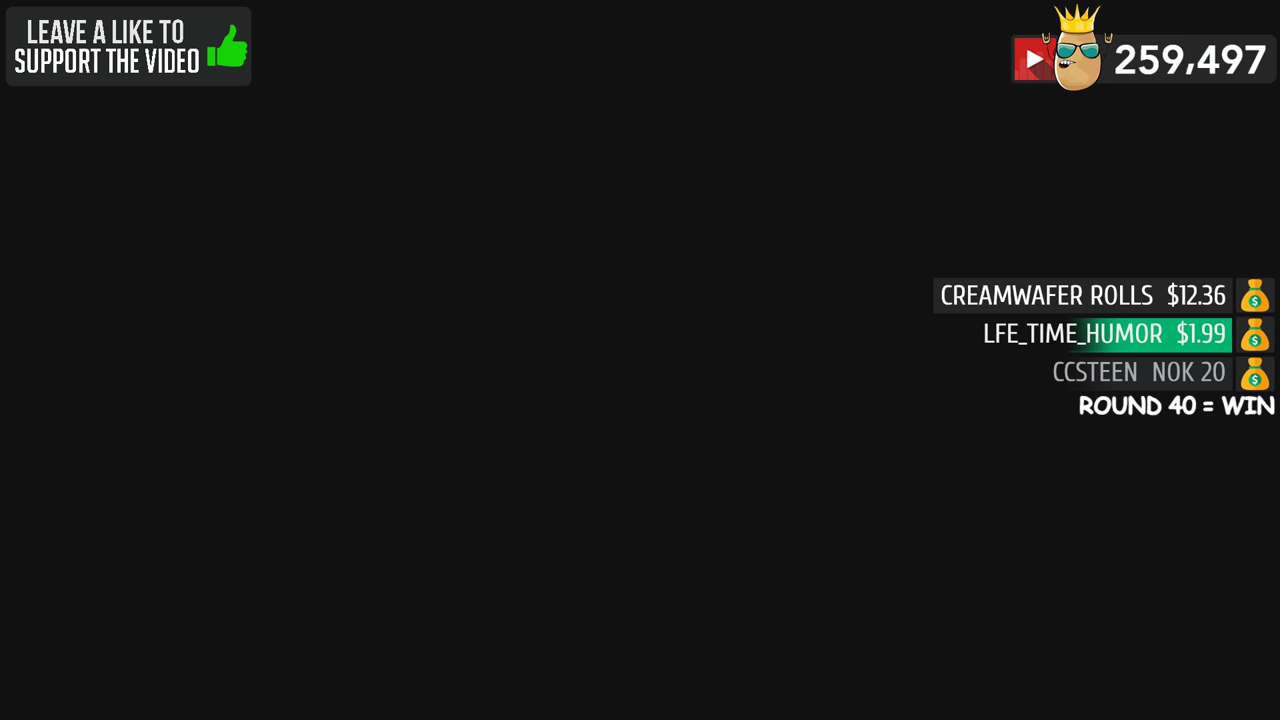 LEAVE A LIKE TO
SUPPORT THE VIDEO
259,497
CREAMWAFER ROLLS $12.36
LFE_TIME_HUMOR $1.99
CCSTEEN NOK 20
ROUND 40 = WIN